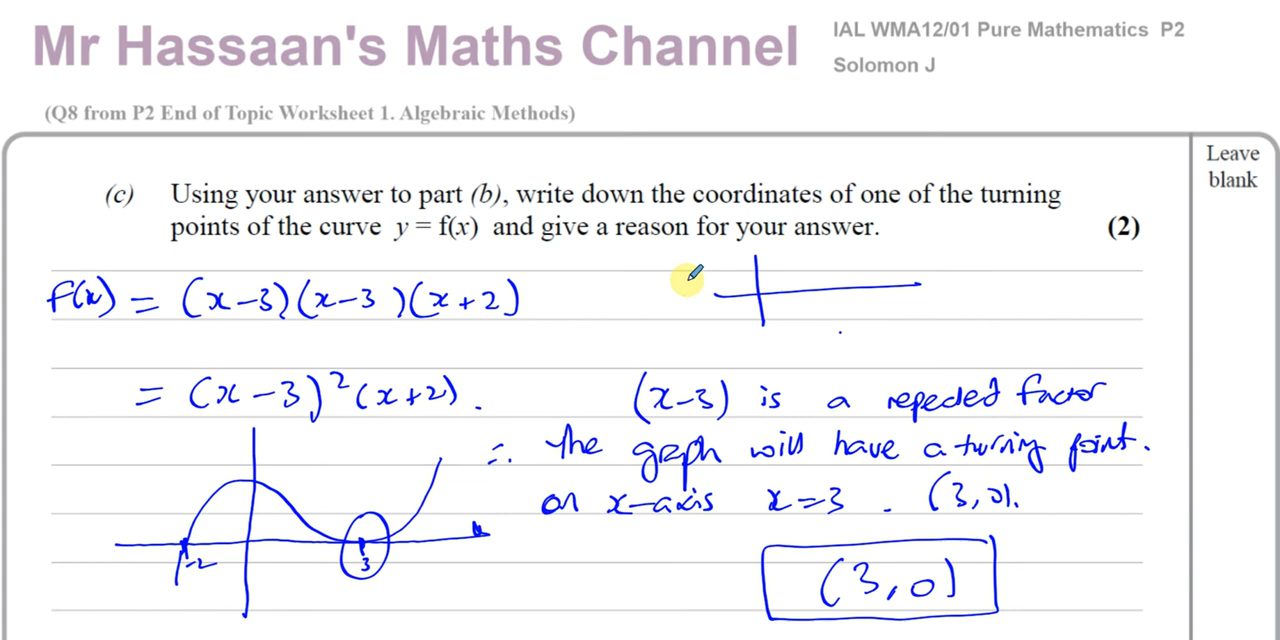 Mr Hassaan's Maths Channel
IAL WMA12/01 Pure Mathematics P2
Solomon J
(Q8 from P2 End of Topic Worksheet 1. Algebraic Methods)
Leave
blank
(c) Using your answer to part (b), write down the coordinates of one of the turning
points of the curve y = f(x) and give a reason for your answer. (2)
f(x) = (x-3)(x-3)(x+2)
= (x-3)²(x+2).
(x-3) is a repeated factor
∴ the graph will have a turning point.
on x-axis x=3 . (3,0).
-2
3
(3,0)